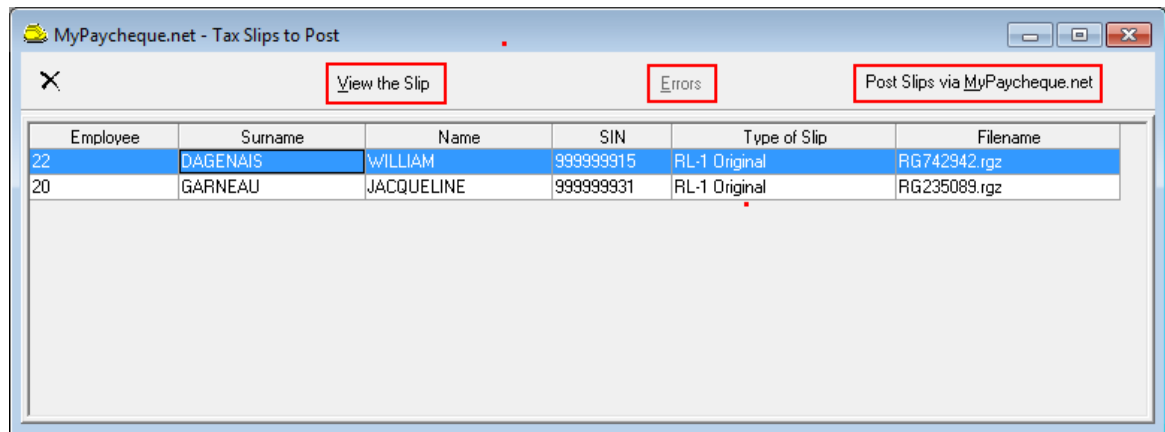 MyPaycheque.net - Tax Slips to Post
View the Slip Errors Post Slips via MyPaycheque.net
Employee Surname Name SIN Type of Slip Filename
22 DAGENAIS WILLIAM 999999915 RL-1 Original RG742942.rgz
20 GARNEAU JACQUELINE 999999931 RL-1 Original RG235089.rgz